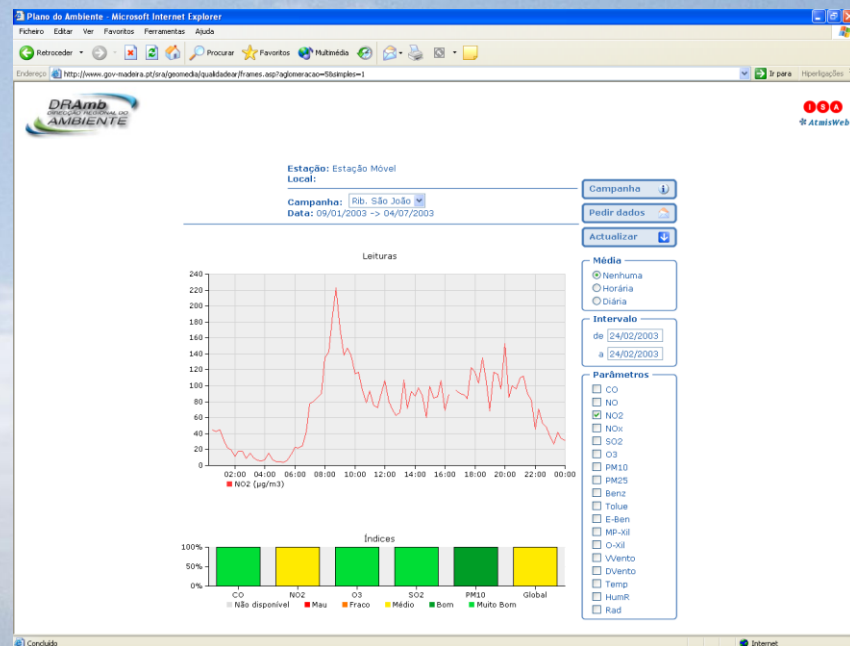 Plano do Ambiente - Microsoft Internet Explorer
Ficheiro Editar Ver Favoritos Ferramentas Ajuda
Retroceder Procurar Favoritos Multimédia
Endereço http://www.gov-madeira.pt/sra/geomedia/qualidadear/frames.asp?aglomeracao=5&simples=1 Ir para Hiperligações
DRAmb
DIRECÇÃO REGIONAL DO
AMBIENTE
ISA
AtmisWeb
Estação: Estação Móvel
Local:
Campanha: Rib. São João
Data: 09/01/2003 -> 04/07/2003
Campanha
Pedir dados
Actualizar
Média
Nenhuma
Horária
Diária
Intervalo
de 24/02/2003
a 24/02/2003
Parâmetros
CO
NO
NO2
NOx
SO2
O3
PM10
PM25
Benz
Tolue
E-Ben
MP-Xil
O-Xil
VVento
DVento
Temp
HumR
Rad
Leituras
240
220
200
180
160
140
120
100
80
60
40
20
0
02:00 04:00 06:00 08:00 10:00 12:00 14:00 16:00 18:00 20:00 22:00 00:00
NO2 (µg/m3)
Índices
100%
50%
0%
CO NO2 O3 SO2 PM10 Global
Não disponível Mau Fraco Médio Bom Muito Bom
Concluído Internet